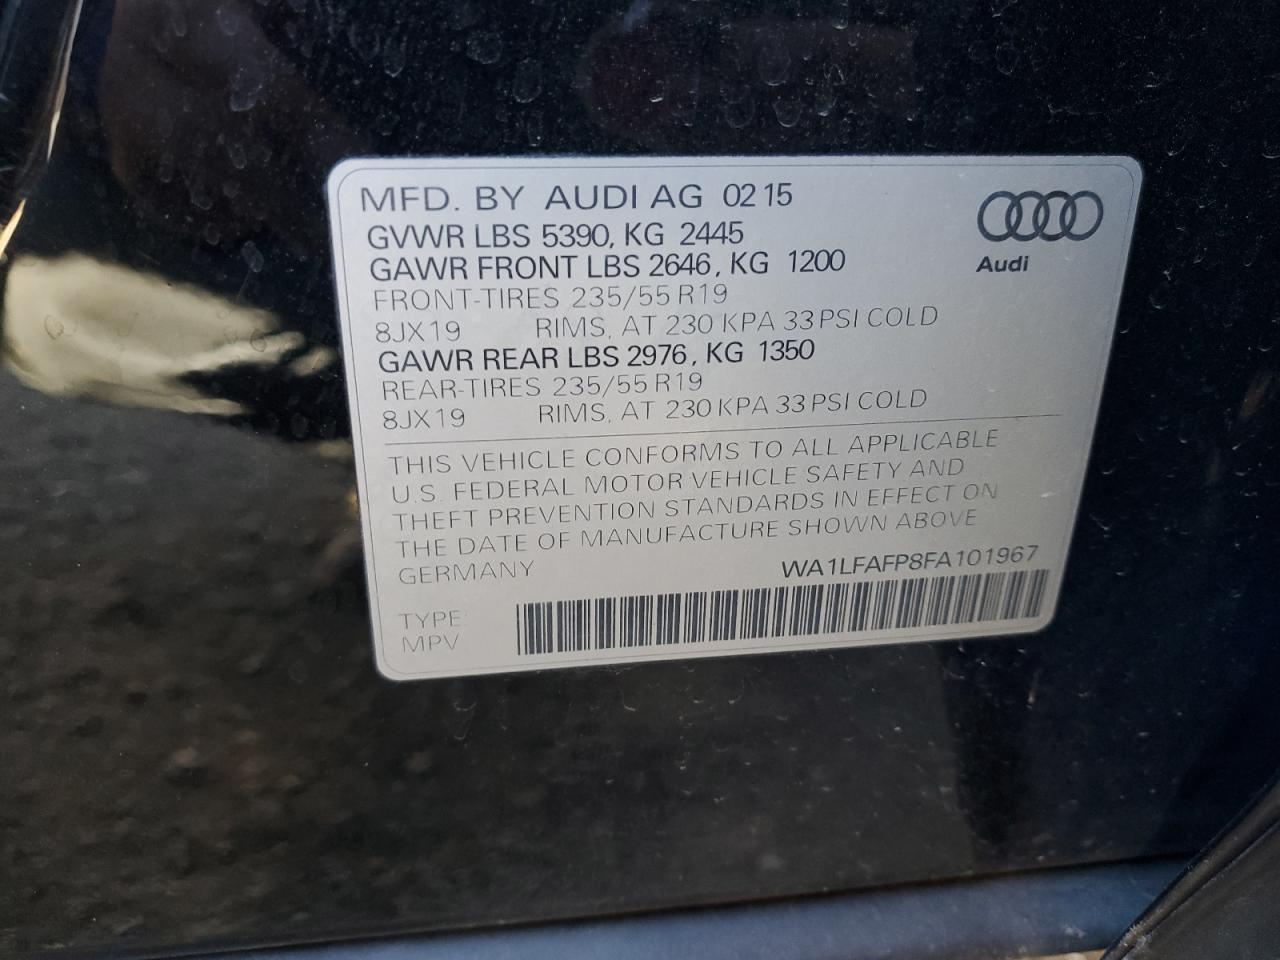 MFD. BY AUDI AG 02 15
GVWR LBS 5390, KG 2445
GAWR FRONT LBS 2646, KG 1200
FRONT-TIRES 235/55 R19
8JX19 RIMS, AT 230 KPA 33 PSI COLD
GAWR REAR LBS 2976, KG 1350
REAR-TIRES 235/55 R19
8JX19 RIMS, AT 230 KPA 33 PSI COLD
Audi
THIS VEHICLE CONFORMS TO ALL APPLICABLE
U.S. FEDERAL MOTOR VEHICLE SAFETY AND
THEFT PREVENTION STANDARDS IN EFFECT ON
THE DATE OF MANUFACTURE SHOWN ABOVE
GERMANY WA1LFAFP8FA101967
TYPE:
MPV